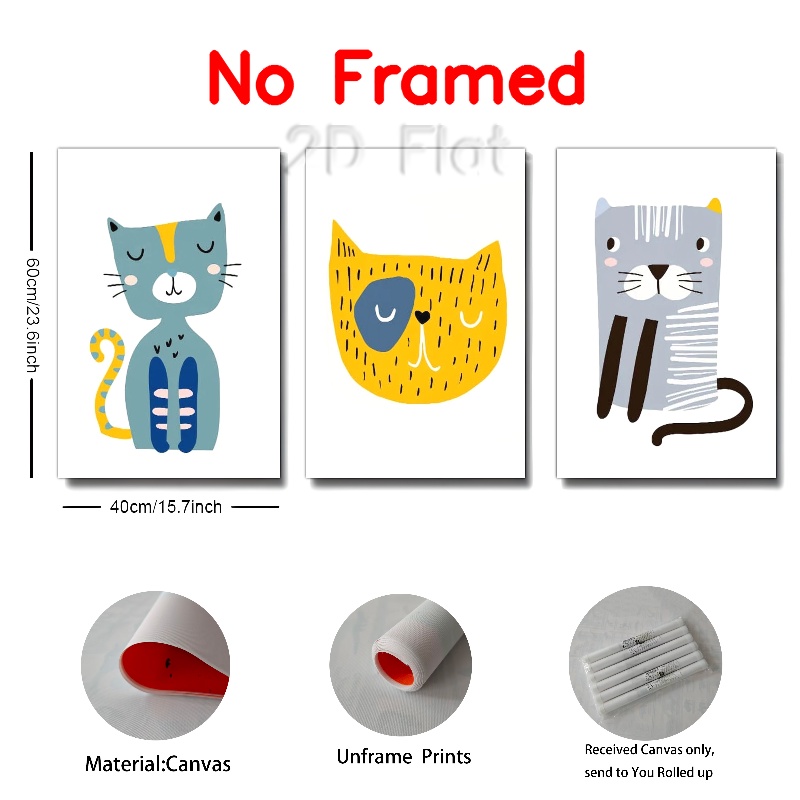 No Framed
2D Flat
60cm/23.6inch
40cm/15.7inch
Material:Canvas
Unframe Prints
Received Canvas only,
send to You Rolled up